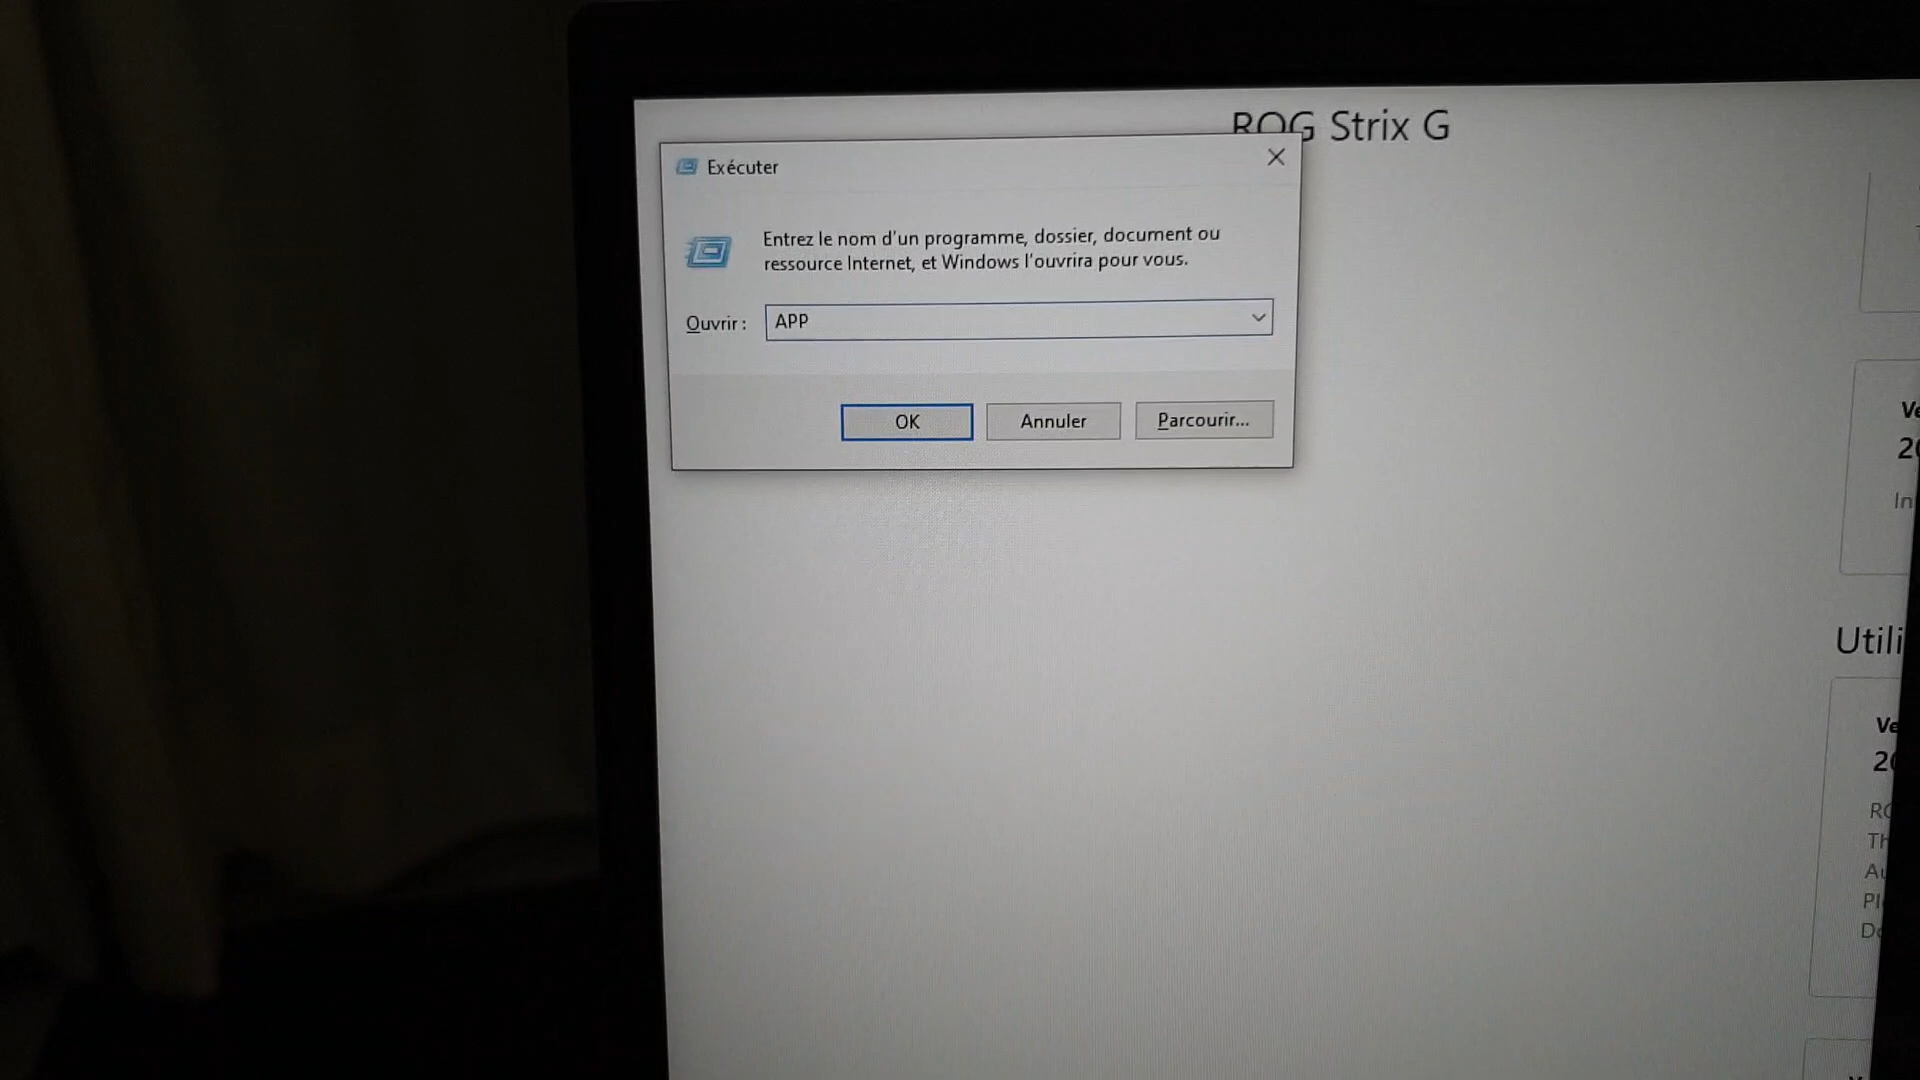 ROG Strix G
Exécuter
Entrez le nom d'un programme, dossier, document ou
ressource Internet, et Windows l'ouvrira pour vous.
Ouvrir :
APP
OK
Annuler
Parcourir...